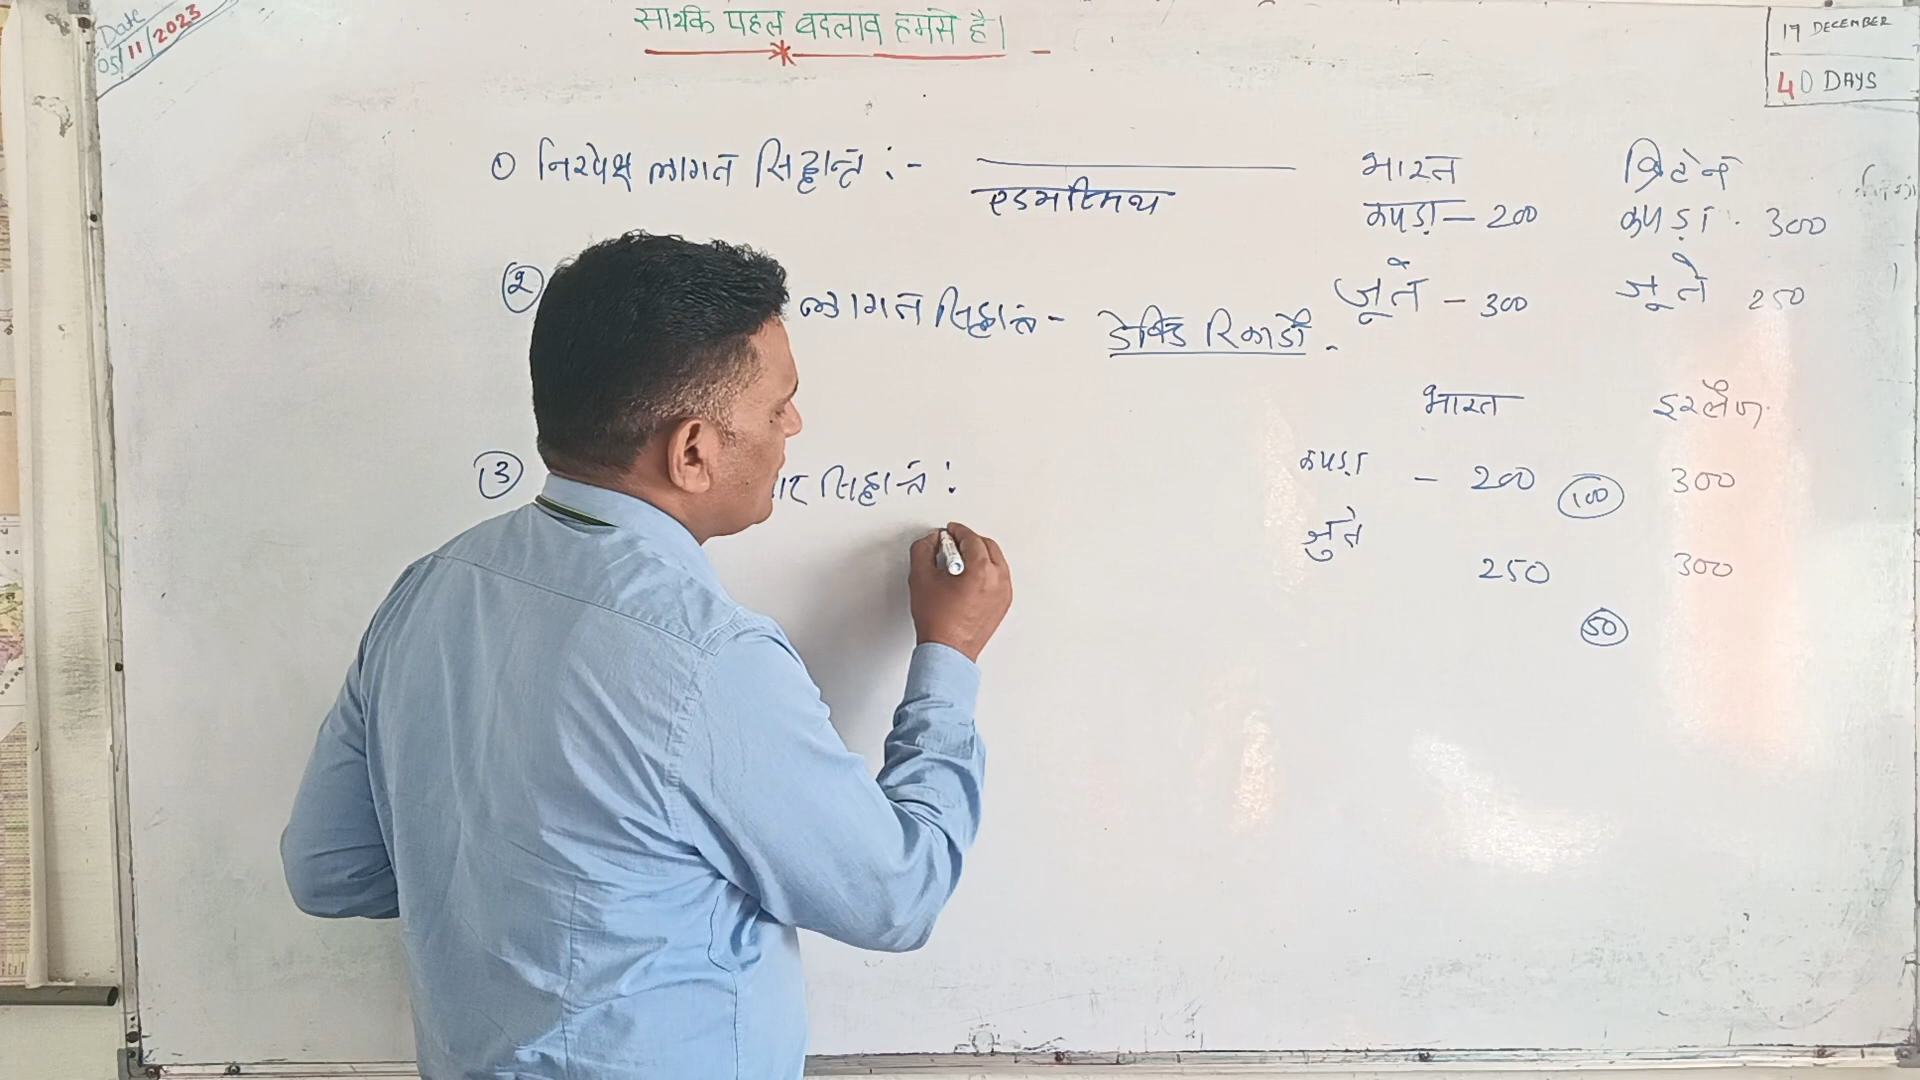 Date
05/11/2023
सार्थक पहल बदलाव हमसे है।
17 DECEMBER
40 DAYS
① निरपेक्ष लागत सिद्धान्त :-
एडमस्मिथ
भारत ब्रिटेन
कपड़ा - 200 कपड़ा 300
जूते - 300 जूते 250
② लागत सिद्धांत - डेविड रिकार्डो -
भारत
कपड़ा - 200 100 300
जुते 250 300
50
③ सिद्धान्त :